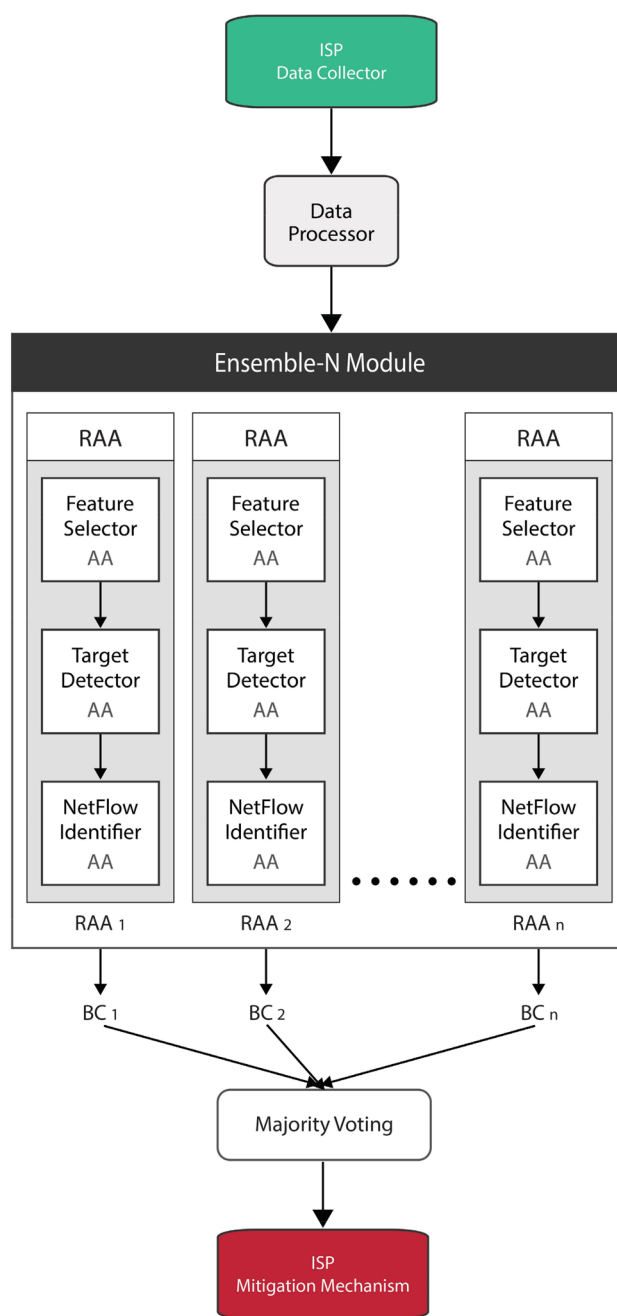 ISP
Data Collector
Data
Processor
Ensemble-N Module
RAA
Feature
Selector
AA
Target
Detector
AA
NetFlow
Identifier
AA
RAA 1
RAA
Feature
Selector
AA
Target
Detector
AA
NetFlow
Identifier
AA
RAA 2
RAA
Feature
Selector
AA
Target
Detector
AA
NetFlow
Identifier
AA
RAA n
BC 1
BC 2
BC n
Majority Voting
ISP
Mitigation Mechanism